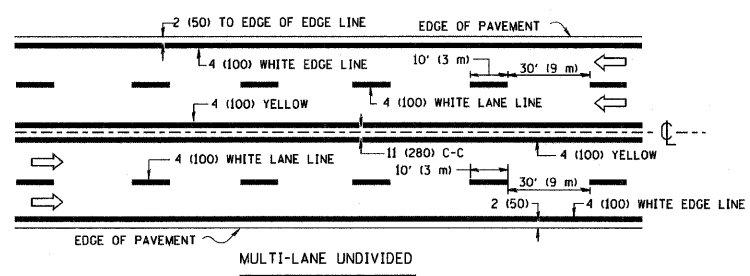 2 (50) TO EDGE OF EDGE LINE
EDGE OF PAVEMENT
4 (100) WHITE EDGE LINE
10' (3 m)
30' (9 m)
4 (100) YELLOW
4 (100) WHITE LANE LINE
℄
4 (100) WHITE LANE LINE
11 (280) C-C
4 (100) YELLOW
10' (3 m)
30' (9 m)
2 (50)
4 (100) WHITE EDGE LINE
EDGE OF PAVEMENT
MULTI-LANE UNDIVIDED